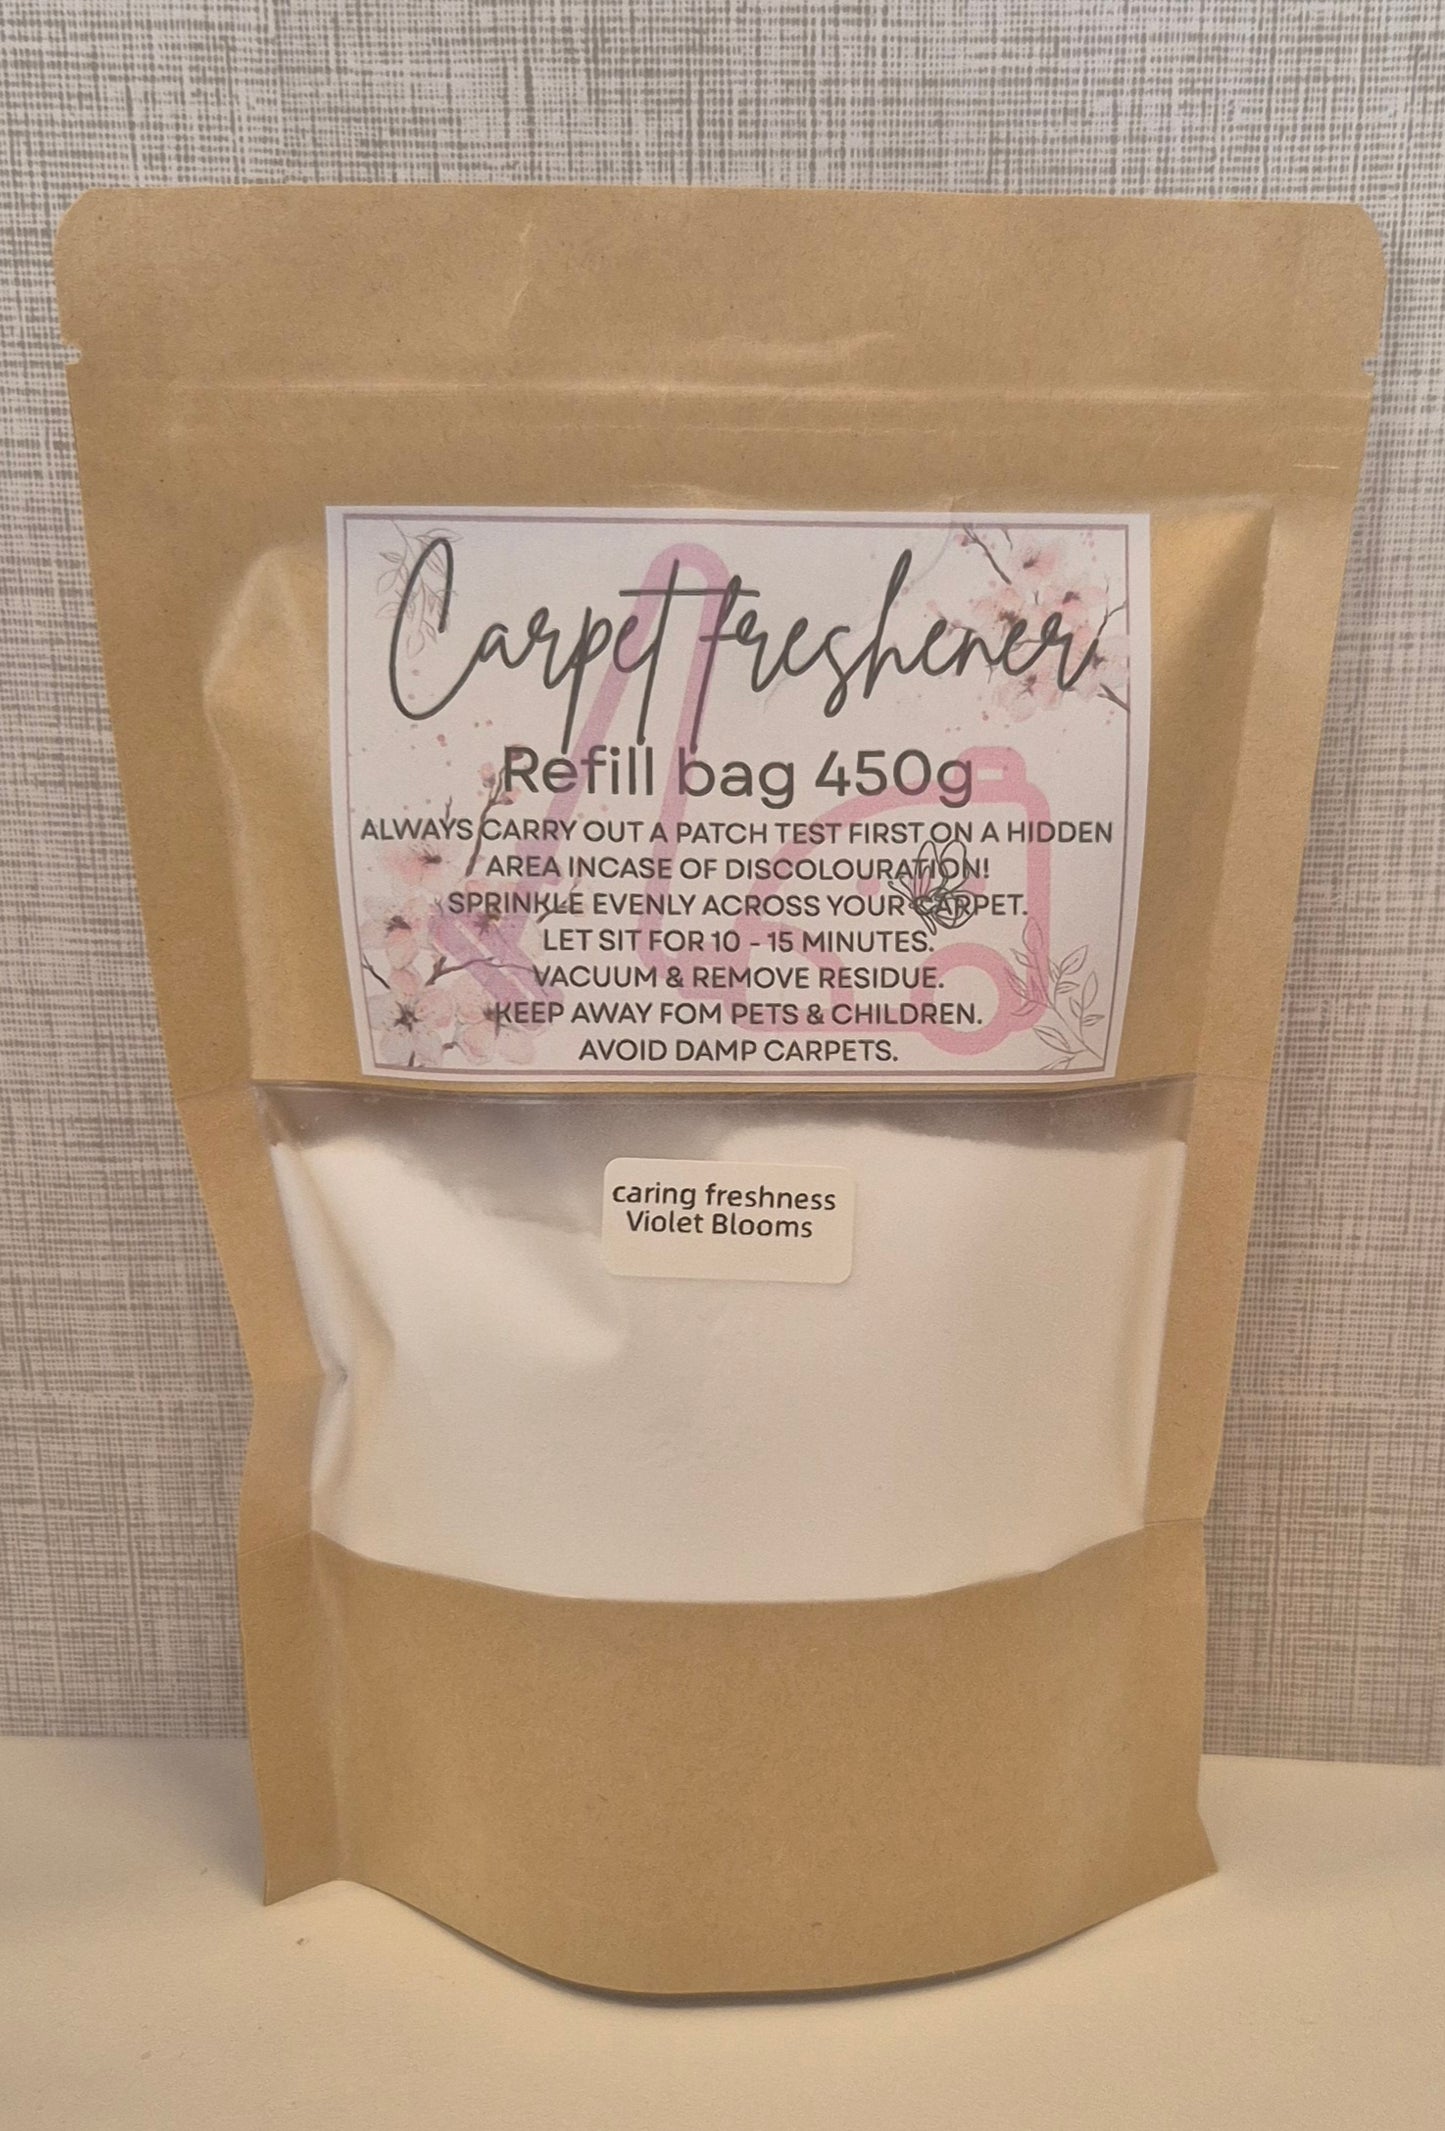 Carpet freshener
Refill bag 450g
ALWAYS CARRY OUT A PATCH TEST FIRST ON A HIDDEN
AREA INCASE OF DISCOLOURATION!
SPRINKLE EVENLY ACROSS YOUR CARPET.
LET SIT FOR 10 - 15 MINUTES.
VACUUM & REMOVE RESIDUE.
KEEP AWAY FOM PETS & CHILDREN.
AVOID DAMP CARPETS.
caring freshness
Violet Blooms